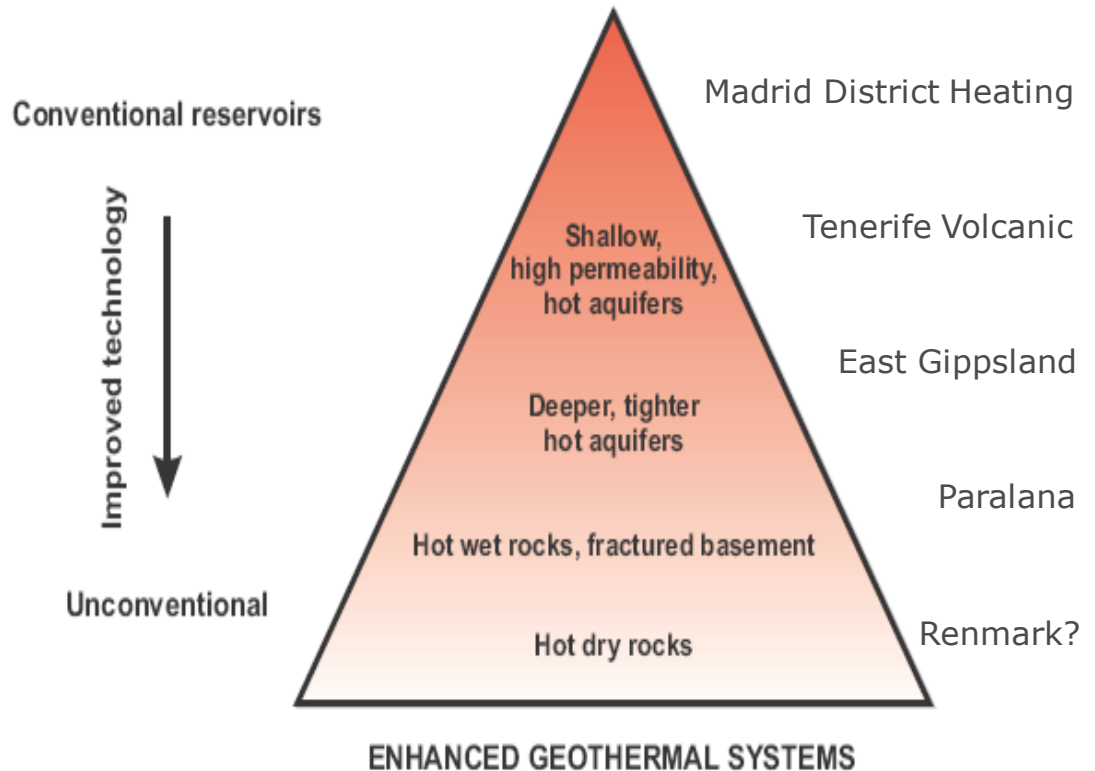 Conventional reservoirs
Improved technology
Unconventional
Shallow,
high permeability,
hot aquifers
Deeper, tighter
hot aquifers
Hot wet rocks, fractured basement
Hot dry rocks
Madrid District Heating
Tenerife Volcanic
East Gippsland
Paralana
Renmark?
ENHANCED GEOTHERMAL SYSTEMS